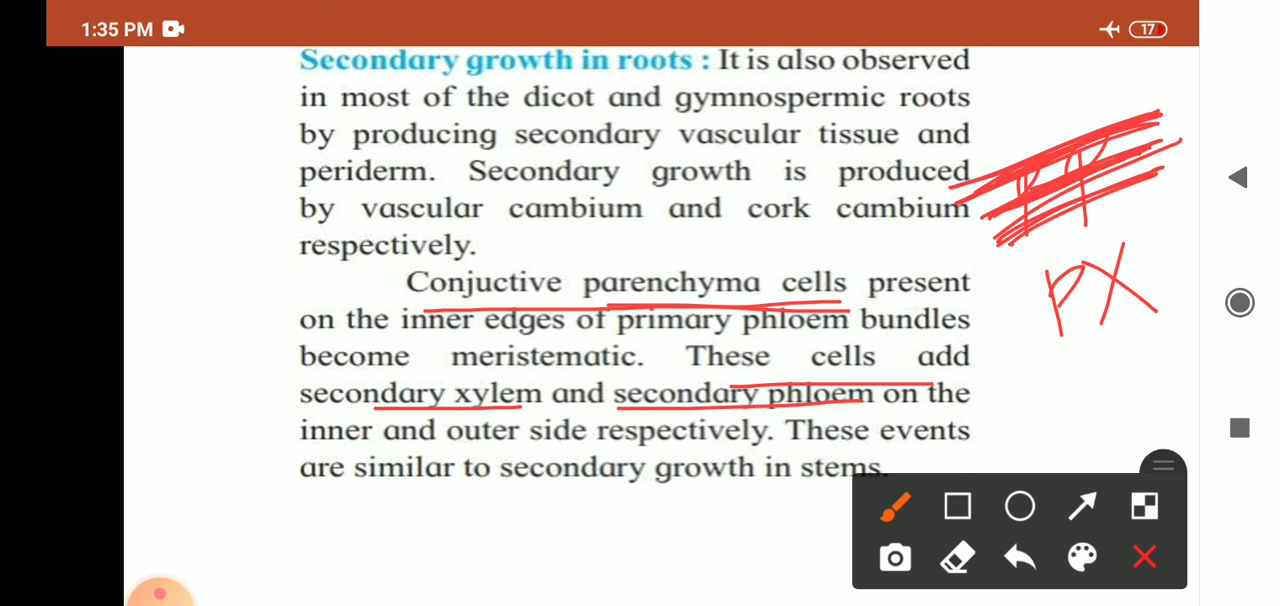 1:35 PM
17
Secondary growth in roots : It is also observed
in most of the dicot and gymnospermic roots
by producing secondary vascular tissue and
periderm. Secondary growth is produced
by vascular cambium and cork cambium
respectively.
Conjuctive parenchyma cells present
on the inner edges of primary phloem bundles
become meristematic. These cells add
secondary xylem and secondary phloem on the
inner and outer side respectively. These events
are similar to secondary growth in stems.
PX